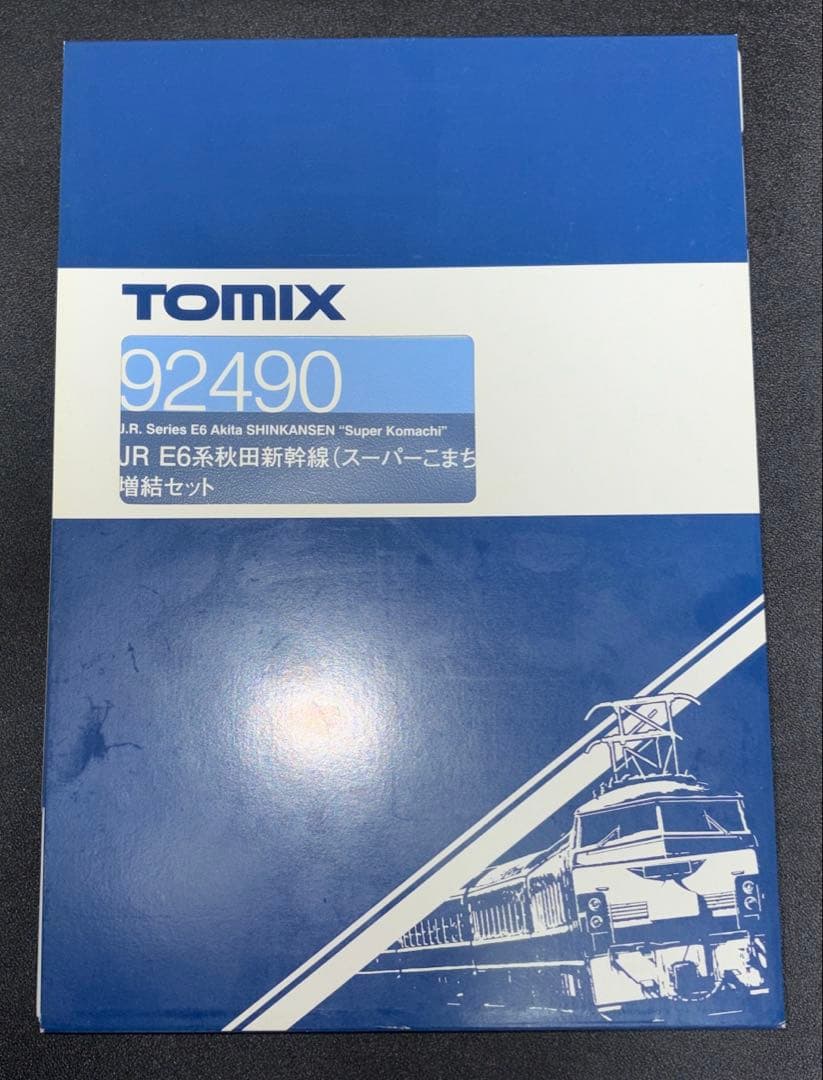 TOMIX
92490
J.R. Series E6 Akita SHINKANSEN “Super Komachi”
JR E6系秋田新幹線(スーパーこまち
増結セット